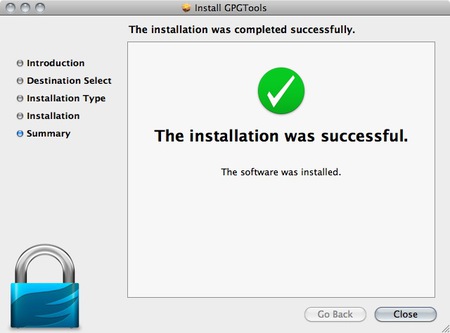 Install GPGTools
The installation was completed successfully.
Introduction
Destination Select
Installation Type
Installation
Summary
The installation was successful.
The software was installed.
Go Back
Close